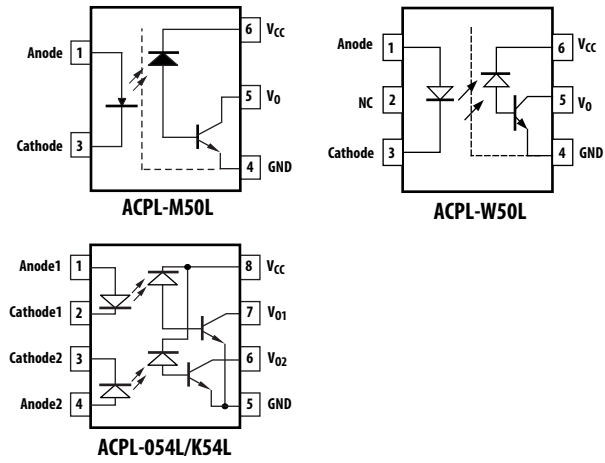 Anode 1
6 VCC
5 VO
Cathode 3
4 GND
ACPL-M50L
Anode 1
6 VCC
NC 2
5 VO
Cathode 3
4 GND
ACPL-W50L
Anode1 1
8 VCC
Cathode1 2
7 VO1
Cathode2 3
6 VO2
Anode2 4
5 GND
ACPL-054L/K54L